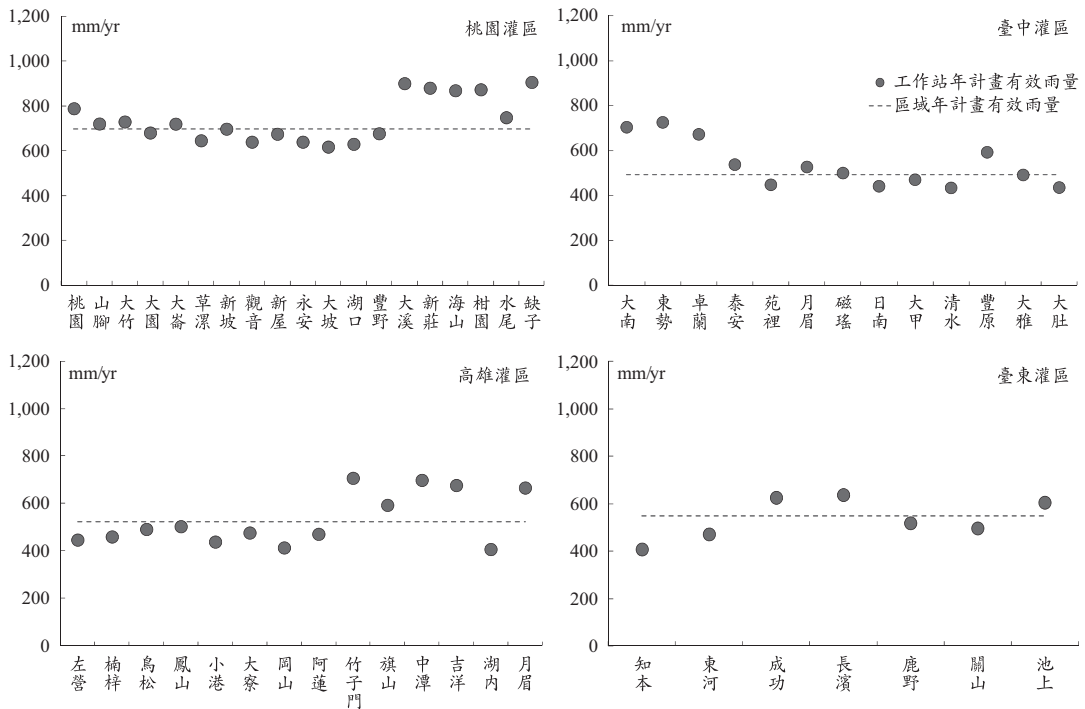 1,200
mm/yr
桃園灌區
1,000
800
600
400
200
0
桃園
山腳
大竹
大園
大崙
草漯
新坡
觀音
新屋
永安
大坡
湖口
豐野
大溪
新莊
海山
柑園
水尾
缺子
1,200
mm/yr
臺中灌區
1,000
工作站年計畫有效雨量
區域年計畫有效雨量
800
600
400
200
0
大南
東勢
卓蘭
泰安
苑裡
月眉
磁瑤
日南
大甲
清水
豐原
大雅
大肚
1,200
mm/yr
高雄灌區
1,000
800
600
400
200
0
左營
楠梓
鳥松
鳳山
小港
大寮
岡山
阿蓮
竹子門
旗山
中潭
吉洋
湖內
月眉
1,200
mm/yr
臺東灌區
1,000
800
600
400
200
0
知本
東河
成功
長濱
鹿野
關山
池上